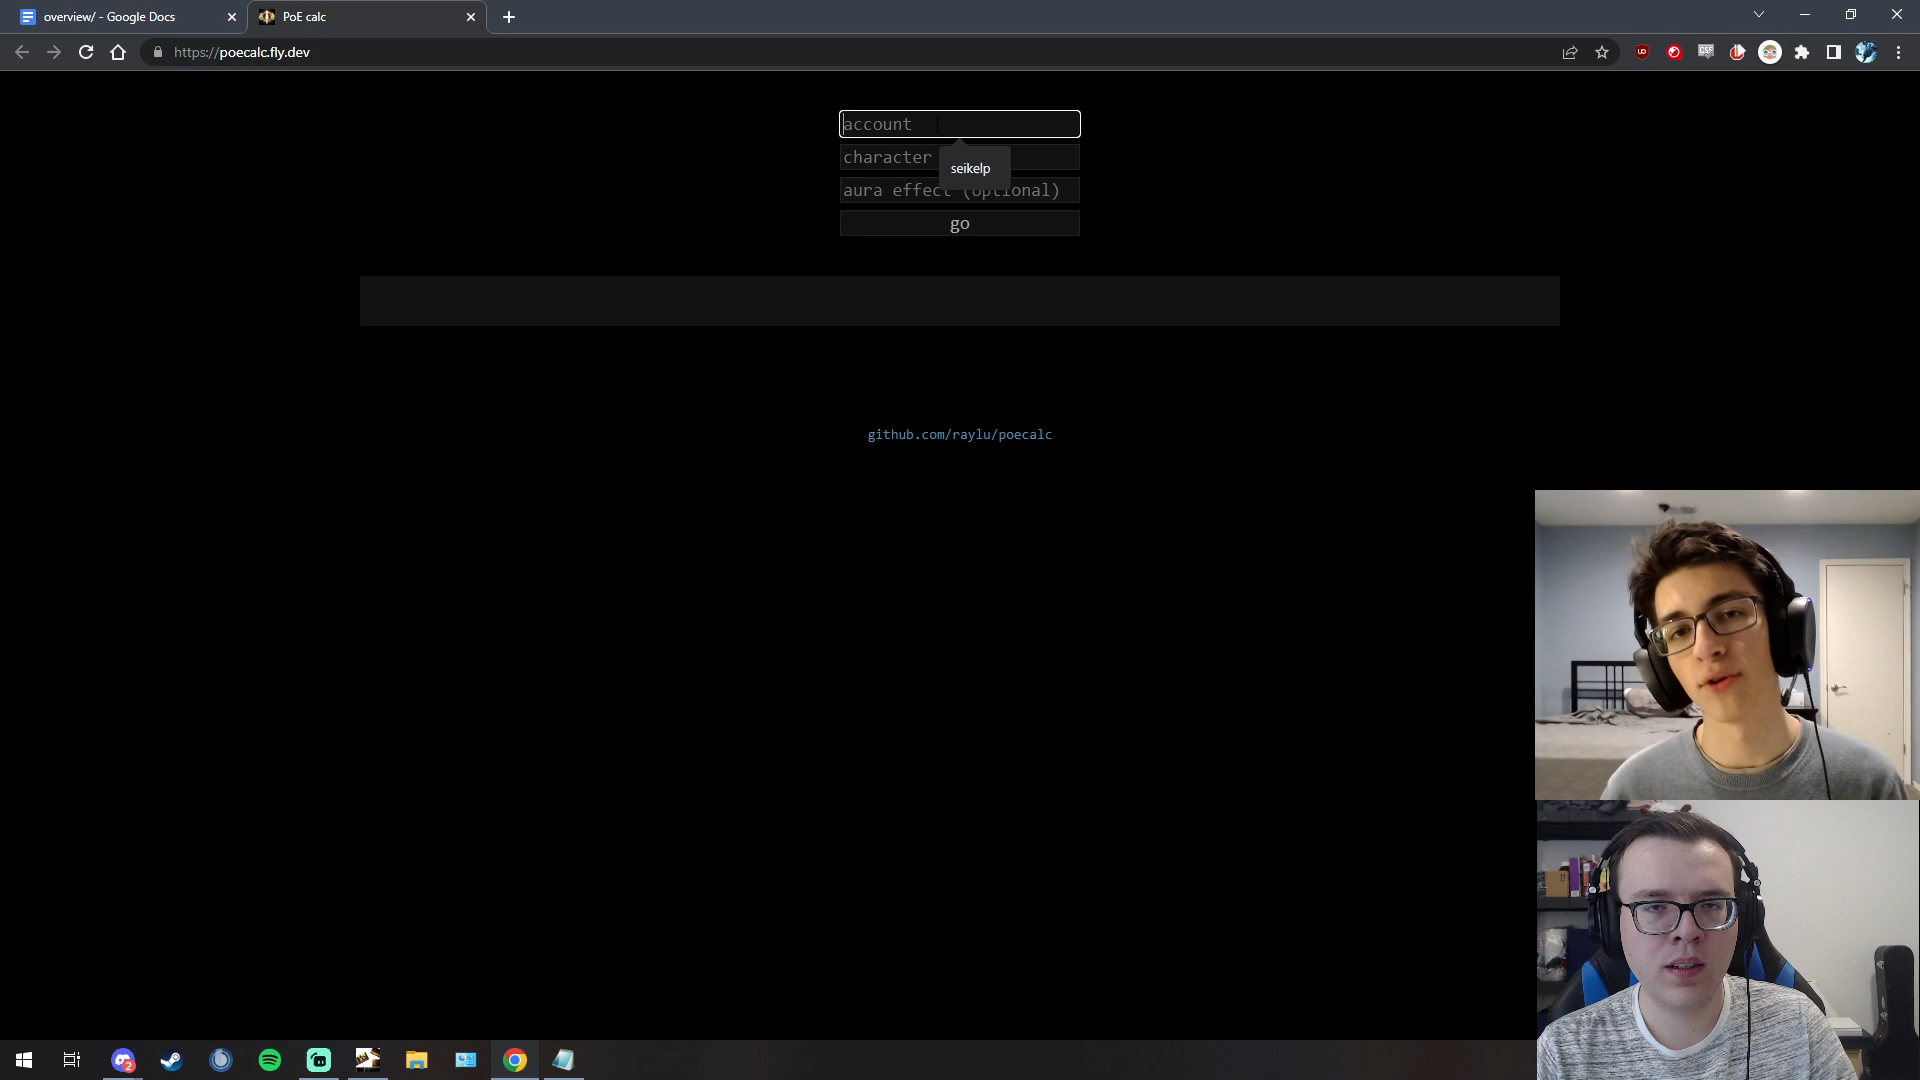 overview/ - Google Docs
PoE calc
https://poecalc.fly.dev
account
character
seikelp
aura effect (optional)
go
github.com/raylu/poecalc
2